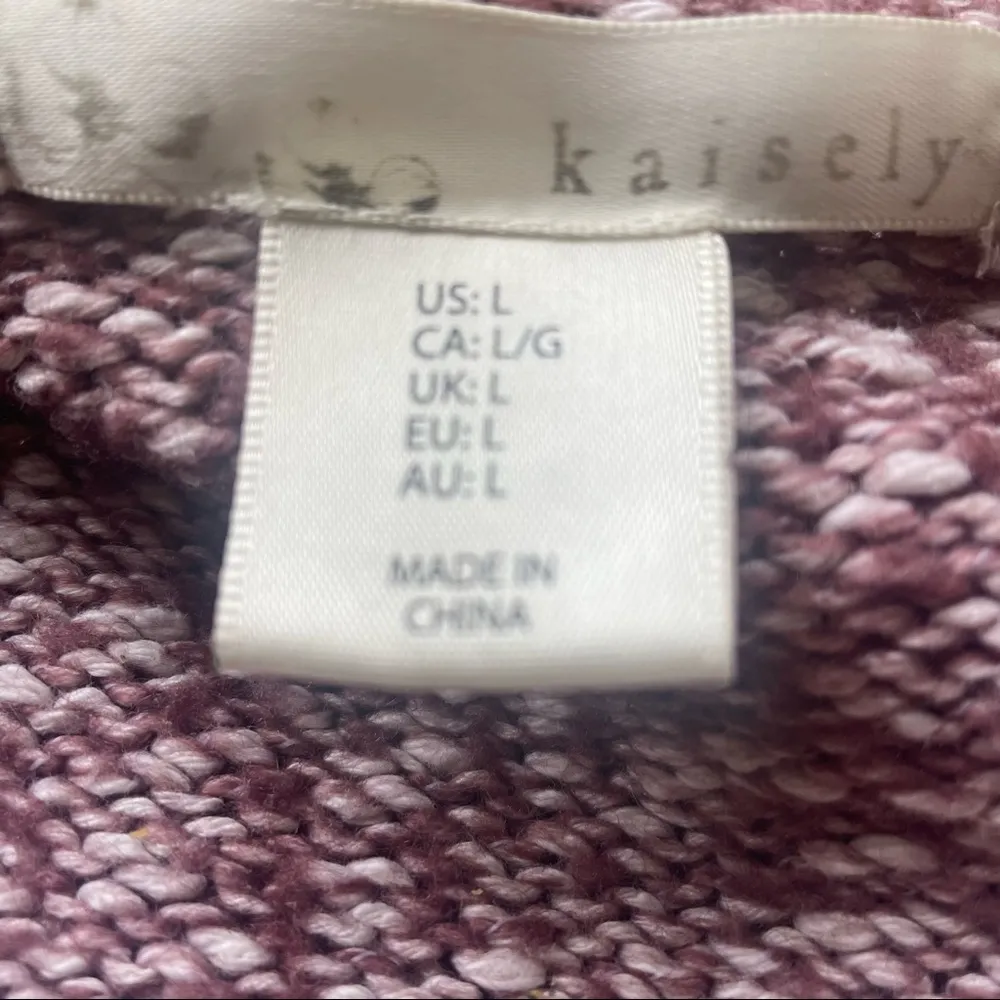 kaisely
US: L
CA: L/G
UK: L
EU: L
AU: L
MADE IN
CHINA